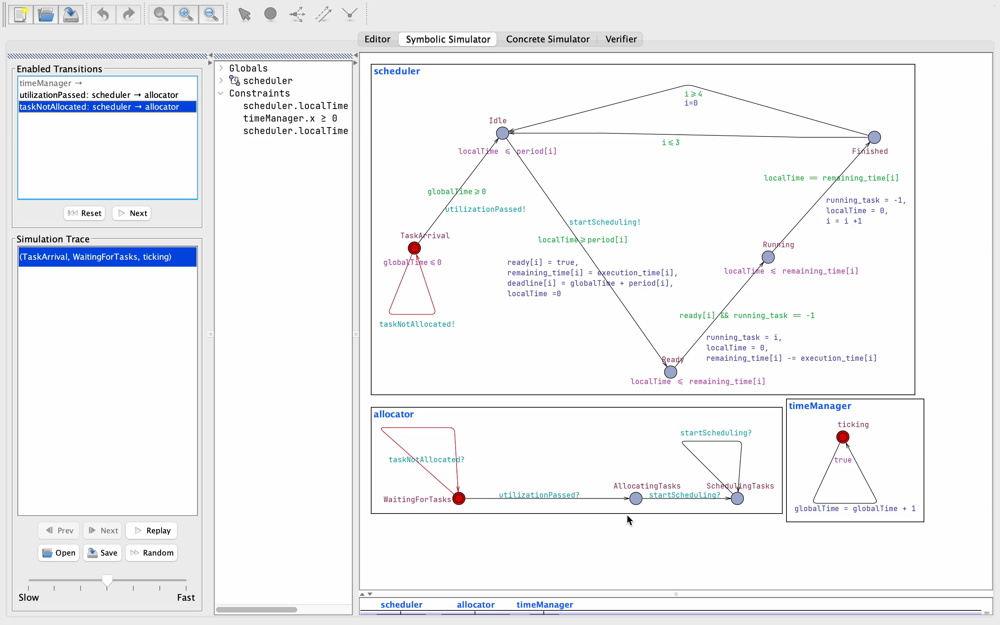 Editor
Symbolic Simulator
Concrete Simulator
Verifier
Enabled Transitions
timeManager →
utilizationPassed: scheduler → allocator
taskNotAllocated: scheduler → allocator
Reset
Next
Simulation Trace
(TaskArrival, WaitingForTasks, ticking)
Prev
Next
Replay
Open
Save
Random
Slow
Fast
Globals
scheduler
Constraints
scheduler.localTime
timeManager.x ≥ 0
scheduler.localTime
scheduler
i≥4
i=0
Idle
i≤3
localTime ≤ period[i]
Finished
localTime == remaining_time[i]
globalTime≥0
running_task = -1,
localTime = 0,
i = i +1
utilizationPassed!
startScheduling!
TaskArrival
localTime≥period[i]
Running
globalTime≤0
ready[i] = true,
remaining_time[i] = execution_time[i],
deadline[i] = globalTime + period[i],
localTime =0
localTime ≤ remaining_time[i]
taskNotAllocated!
ready[i] && running_task == -1
running_task = i,
localTime = 0,
remaining_time[i] -= execution_time[i]
Ready
localTime ≤ remaining_time[i]
allocator
taskNotAllocated?
startScheduling?
AllocatingTasks
SchedulingTasks
utilizationPassed?
startScheduling?
WaitingForTasks
timeManager
ticking
true
globalTime = globalTime + 1
scheduler
allocator
timeManager